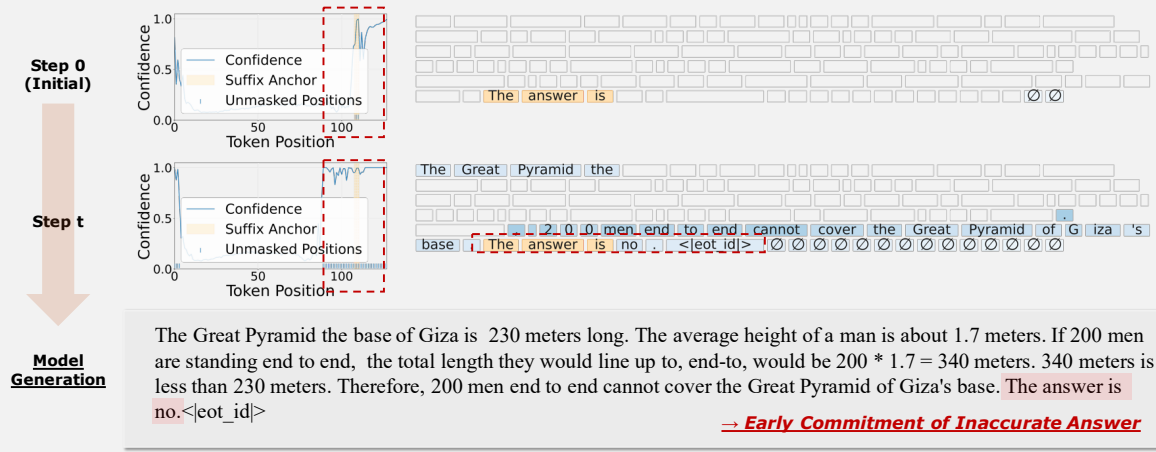 Step 0
(Initial)
Confidence
1.0
0.5
0.0
Confidence
Suffix Anchor
Unmasked Positions
0 50 100
Token Position
The answer is ∅ ∅
Step t
Confidence
1.0
0.5
0.0
Confidence
Suffix Anchor
Unmasked Positions
0 50 100
Token Position
The Great Pyramid the
.
, 2 0 0 men end to end cannot cover the Great Pyramid of G iza 's
base . The answer is no . <|eot_id|> ∅ ∅ ∅ ∅ ∅ ∅ ∅ ∅ ∅ ∅ ∅ ∅ ∅
Model
Generation
The Great Pyramid the base of Giza is 230 meters long. The average height of a man is about 1.7 meters. If 200 men
are standing end to end, the total length they would line up to, end-to, would be 200 * 1.7 = 340 meters. 340 meters is
less than 230 meters. Therefore, 200 men end to end cannot cover the Great Pyramid of Giza's base. The answer is
no.<|eot_id|>
→ Early Commitment of Inaccurate Answer